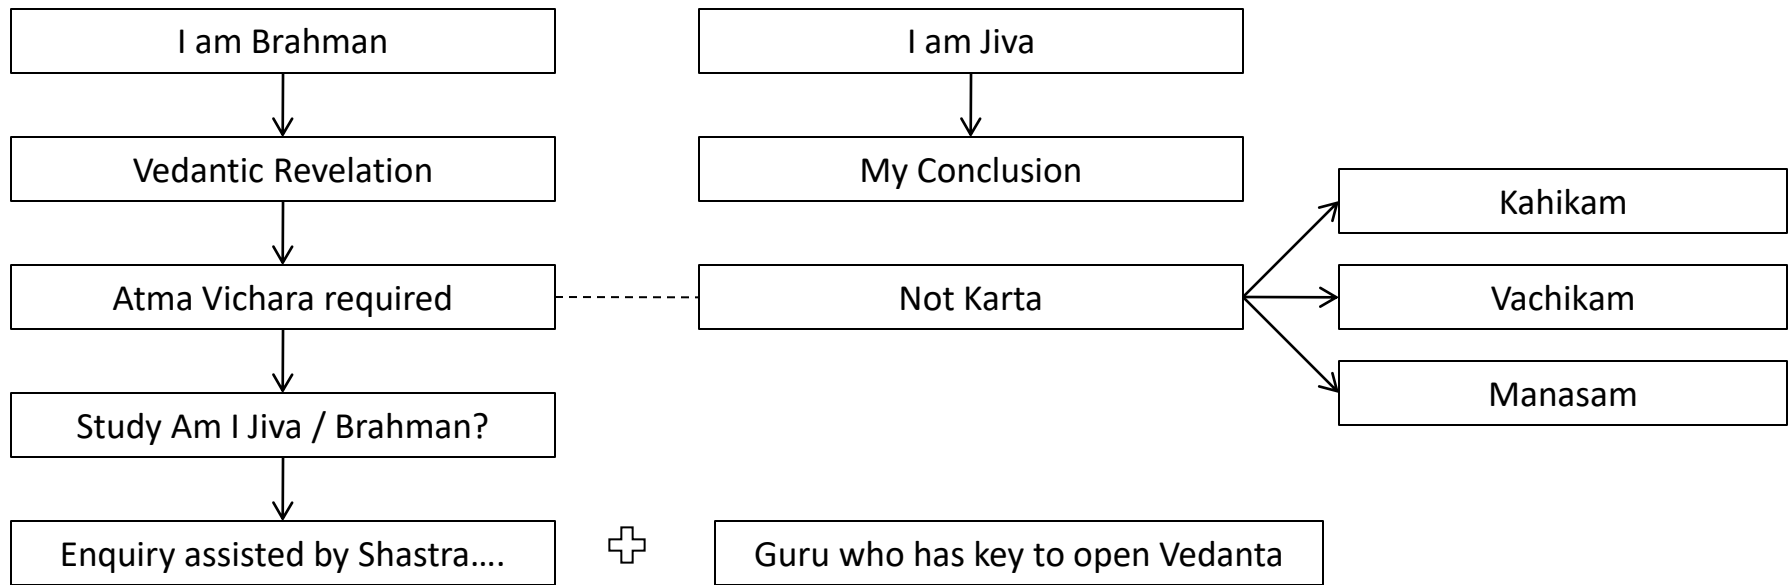 I am Brahman
I am Jiva
Vedantic Revelation
My Conclusion
Kahikam
Atma Vichara required
Not Karta
Vachikam
Manasam
Study Am I Jiva / Brahman?
Enquiry assisted by Shastra....
Guru who has key to open Vedanta